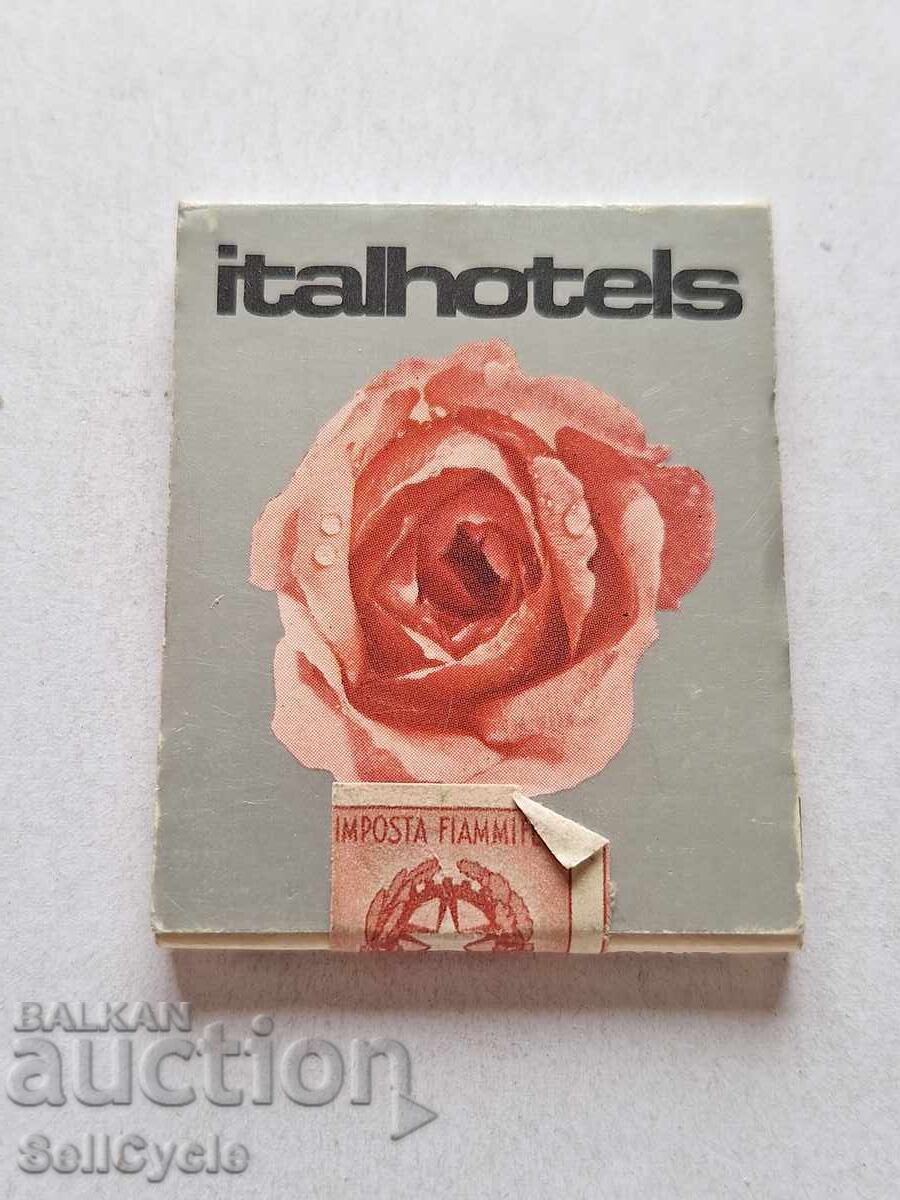 italhotels
IMPOSTA FIAMMIF
BALKAN
auction
SellCycle